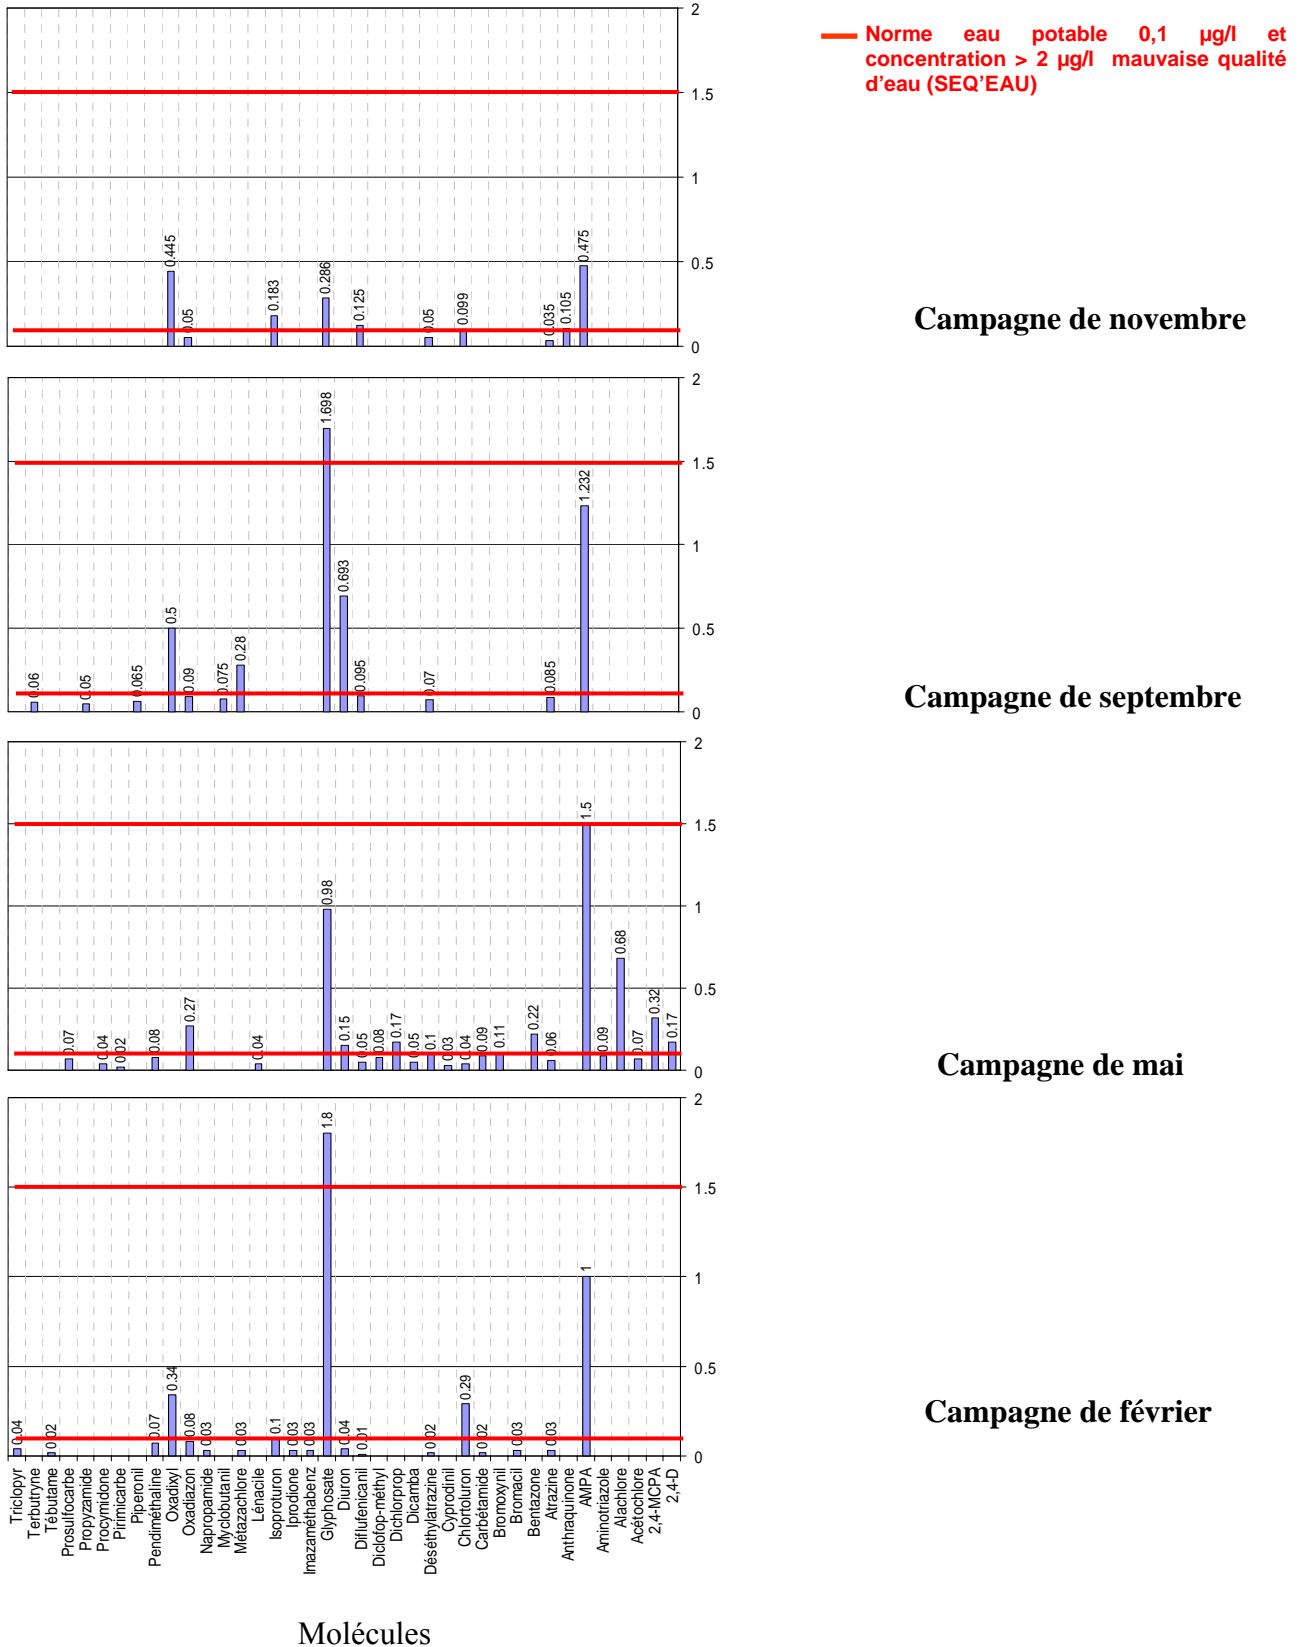 Norme eau potable 0,1 µg/l et
concentration > 2 µg/l mauvaise qualité
d'eau (SEQ'EAU)
2
1.5
1
0.5
0
0.445
0.05
0.183
0.286
0.125
0.05
0.099
0.035
0.105
0.475
Campagne de novembre
2
1.5
1
0.5
0
0.06
0.05
0.065
0.5
0.09
0.075
0.28
1.698
0.693
0.095
0.07
0.085
1.232
Campagne de septembre
2
1.5
1
0.5
0
0.07
0.04
0.02
0.08
0.27
0.04
0.98
0.15
0.05
0.08
0.17
0.05
0.1
0.03
0.04
0.09
0.11
0.22
0.06
1.5
0.09
0.68
0.07
0.32
0.17
Campagne de mai
2
1.5
1
0.5
0
0.04
0.02
0.07
0.34
0.08
0.03
0.03
0.1
0.03
0.03
1.8
0.04
0.01
0.02
0.29
0.02
0.03
0.03
1
Campagne de février
Triclopyr
Terbutryne
Tébutame
Prosulfocarbe
Propyzamide
Procymidone
Pirimicarbe
Piperonil
Pendiméthaline
Oxadixyl
Oxadiazon
Napropamide
Myclobutanil
Métazachlore
Lénacile
Isoproturon
Iprodione
Imazaméthabenz
Glyphosate
Diuron
Diflufenicanil
Diclofop-méthyl
Dichlorprop
Dicamba
Déséthylatrazine
Cyprodinil
Chlortoluron
Carbétamide
Bromoxynil
Bromacil
Bentazone
Atrazine
Anthraquinone
AMPA
Aminotriazole
Alachlore
Acétochlore
2,4-MCPA
2,4-D
Molécules